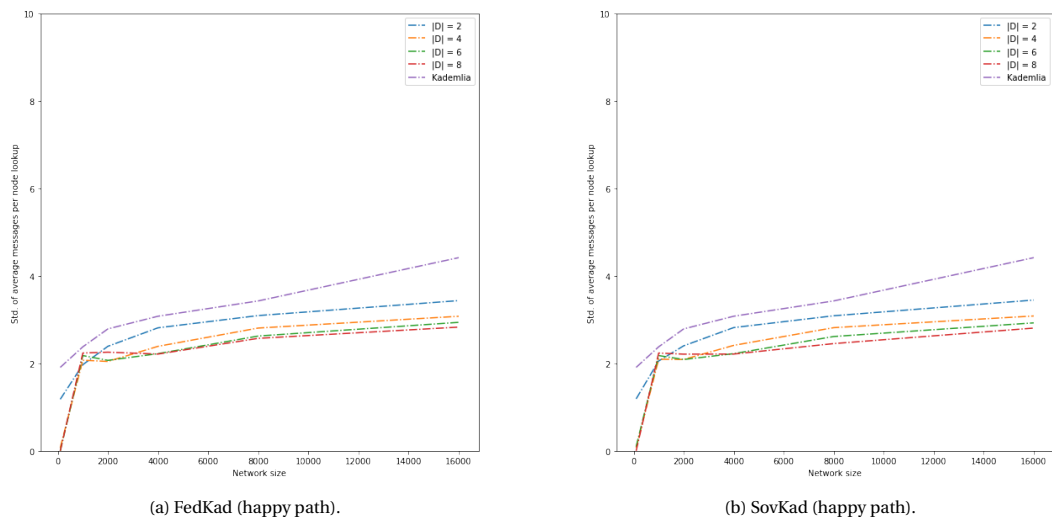 10
8
6
4
2
0
Std. of average messages per node lookup
0 2000 4000 6000 8000 10000 12000 14000 16000
Network size
|D| = 2
|D| = 4
|D| = 6
|D| = 8
Kademlia
(a) FedKad (happy path).
10
8
6
4
2
0
Std. of average messages per node lookup
0 2000 4000 6000 8000 10000 12000 14000 16000
Network size
|D| = 2
|D| = 4
|D| = 6
|D| = 8
Kademlia
(b) SovKad (happy path).